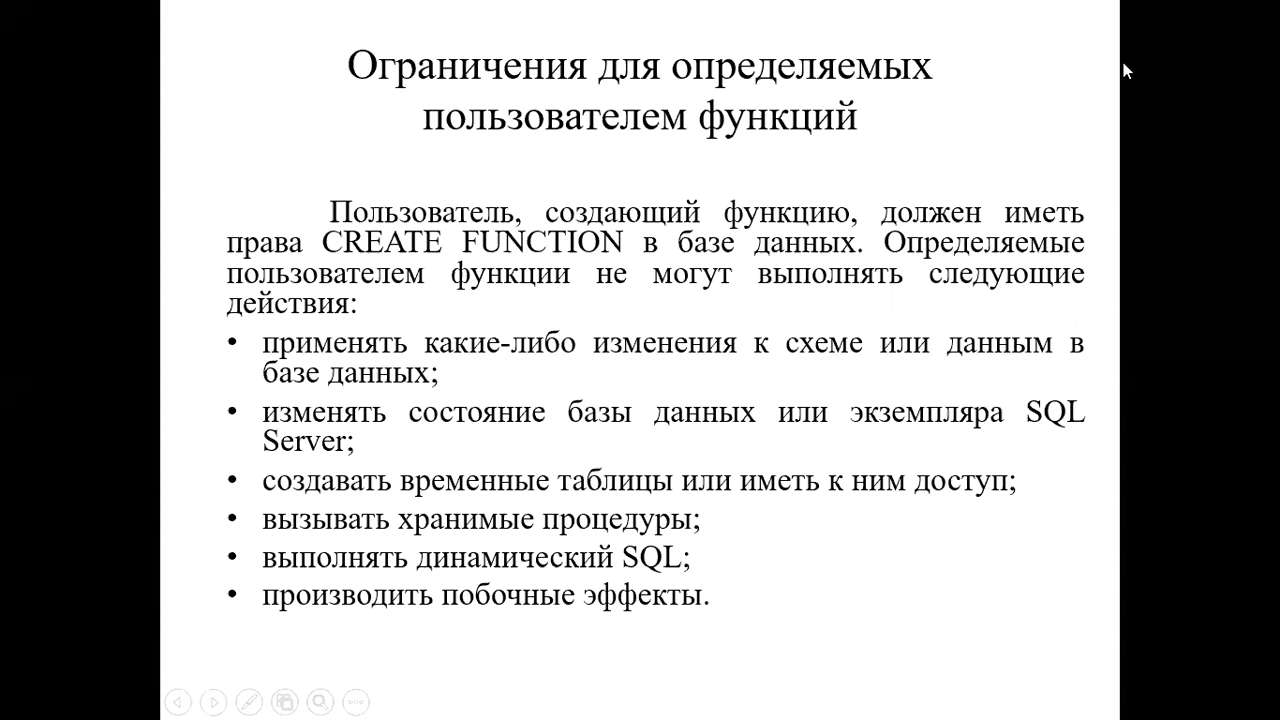 Ограничения для определяемых
пользователем функций
Пользователь, создающий функцию, должен иметь
права CREATE FUNCTION в базе данных. Определяемые
пользователем функции не могут выполнять следующие
действия:
• применять какие-либо изменения к схеме или данным в
базе данных;
• изменять состояние базы данных или экземпляра SQL
Server;
• создавать временные таблицы или иметь к ним доступ;
• вызывать хранимые процедуры;
• выполнять динамический SQL;
• производить побочные эффекты.